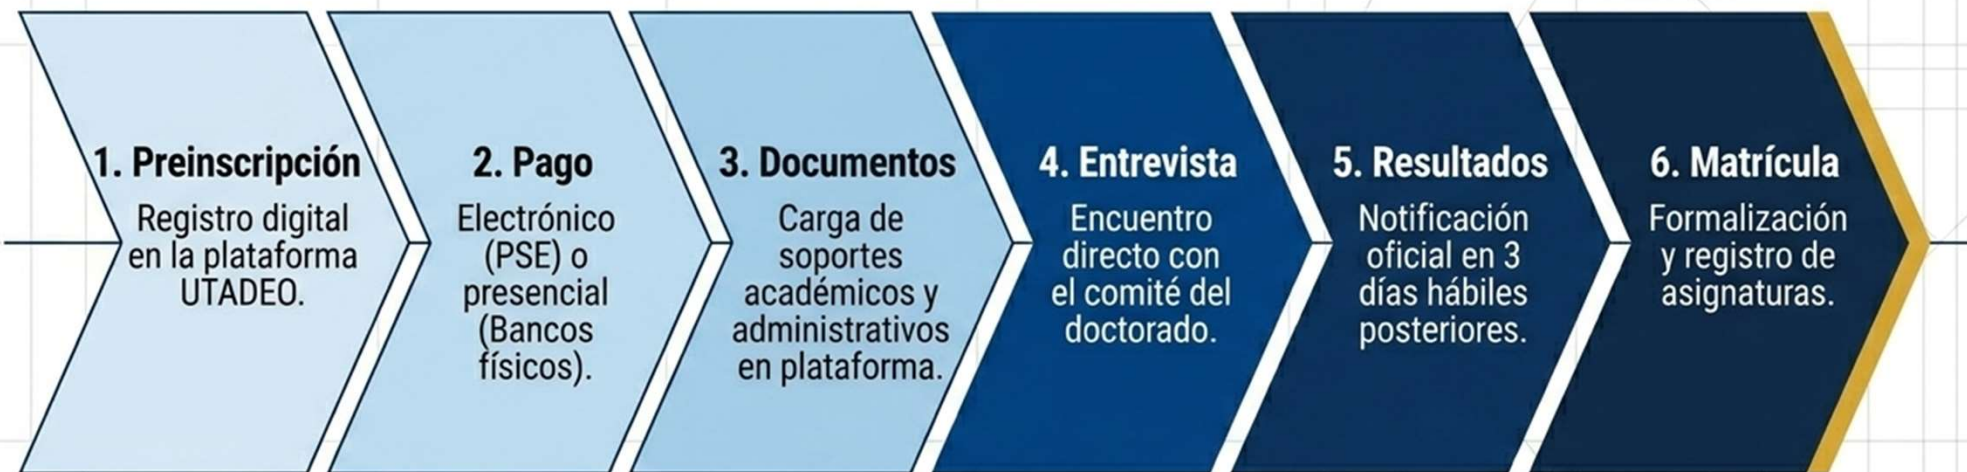 1. Preinscripción
Registro digital
en la plataforma
UTADEO.
2. Pago
Electrónico
(PSE) o
presencial
(Bancos
físicos).
3. Documentos
Carga de
soportes
académicos y
administrativos
en plataforma.
4. Entrevista
Encuentro
directo con
el comité del
doctorado.
5. Resultados
Notificación
oficial en 3
días hábiles
posteriores.
6. Matrícula
Formalización
y registro de
asignaturas.